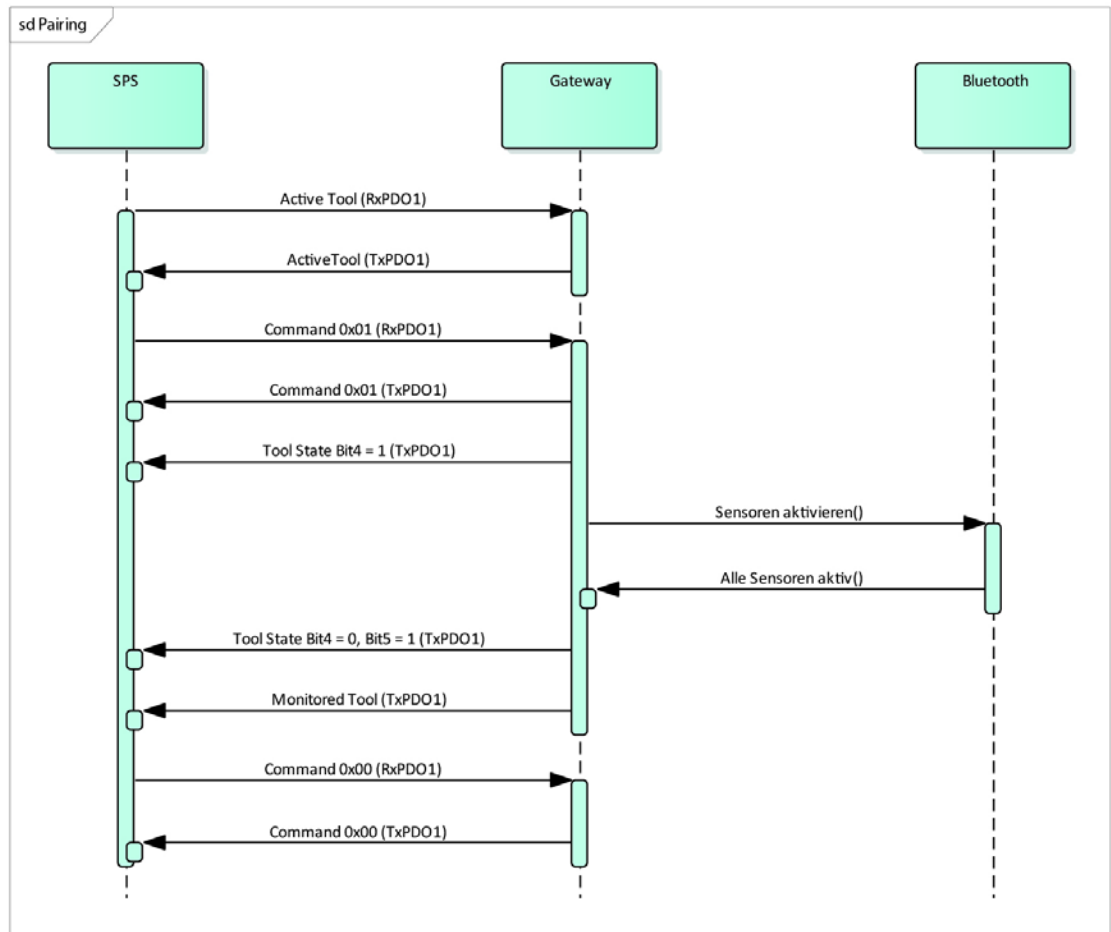 sd Pairing
SPS
Gateway
Bluetooth
Active Tool (RxPDO1)
ActiveTool (TxPDO1)
Command 0x01 (RxPDO1)
Command 0x01 (TxPDO1)
Tool State Bit4 = 1 (TxPDO1)
Sensoren aktivieren()
Alle Sensoren aktiv()
Tool State Bit4 = 0, Bit5 = 1 (TxPDO1)
Monitored Tool (TxPDO1)
Command 0x00 (RxPDO1)
Command 0x00 (TxPDO1)